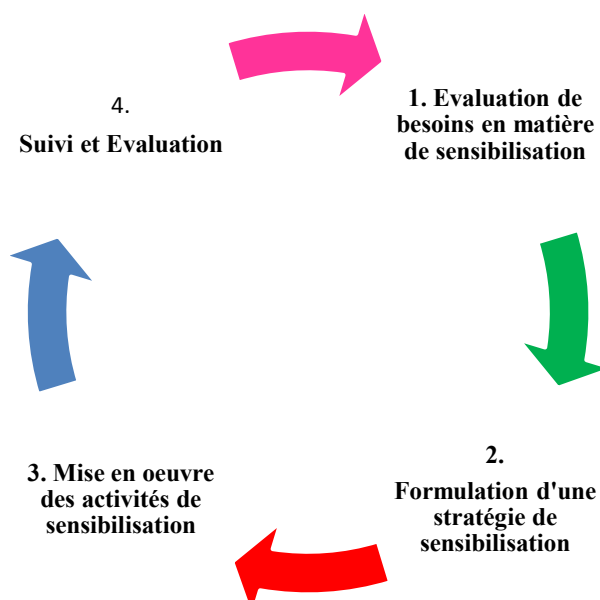 1. Evaluation de
besoins en matière
de sensibilisation
2.
Formulation d'une
stratégie de
sensibilisation
3. Mise en oeuvre
des activités de
sensibilisation
4.
Suivi et Evaluation